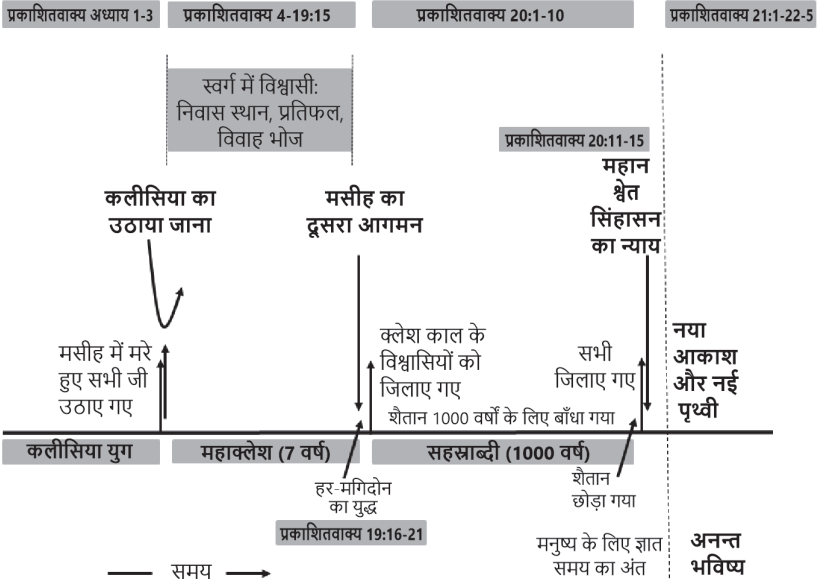 प्रकाशितवाक्य अध्याय 1-3
प्रकाशितवाक्य 4-19:15
प्रकाशितवाक्य 20:1-10
प्रकाशितवाक्य 21:1-22-5
स्वर्ग में विश्वासी:
निवास स्थान, प्रतिफल,
विवाह भोज
प्रकाशितवाक्य 20:11-15
महान
श्वेत
सिंहासन
का न्याय
कलीसिया का
उठाया जाना
मसीह का
दूसरा आगमन
मसीह में मरे
हुए सभी जी
उठाए गए
क्लेश काल के
विश्वासियों को
जिलाए गए
सभी
जिलाए गए
नया
आकाश
और नई
पृथ्वी
शैतान 1000 वर्षों के लिए बाँधा गया
कलीसिया युग
महाक्लेश (7 वर्ष)
सहस्राब्दी (1000 वर्ष)
हर-मगिदोन
का युद्ध
शैतान
छोड़ा गया
प्रकाशितवाक्य 19:16-21
मनुष्य के लिए ज्ञात
समय का अंत
अनन्त
भविष्य
समय